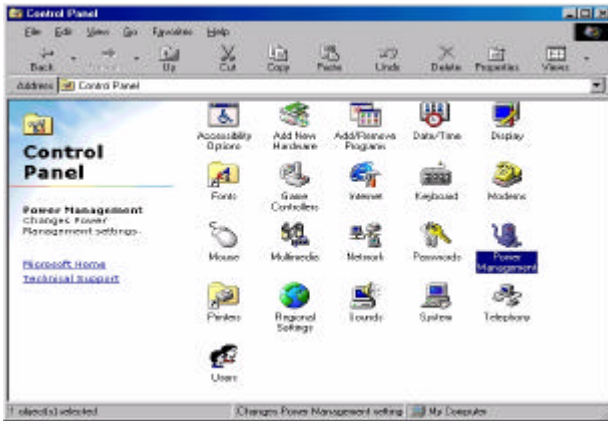 Control Panel
File Edit View Go Favorites Help
Back Up Cut Copy Paste Undo Delete Properties Views
Address Control Panel
Control
Panel
Power Management
Changes Power
Management settings.
Microsoft Home
Technical Support
Accessibility
Options
Add New
Hardware
Add/Remove
Programs
Date/Time
Display
Fonts
Game
Controllers
Internet
Keyboard
Modems
Mouse
Multimedia
Network
Passwords
Power
Management
Printers
Regional
Settings
Sounds
System
Telephony
Users
1 object(s) selected
Changes Power Management setting
My Computer